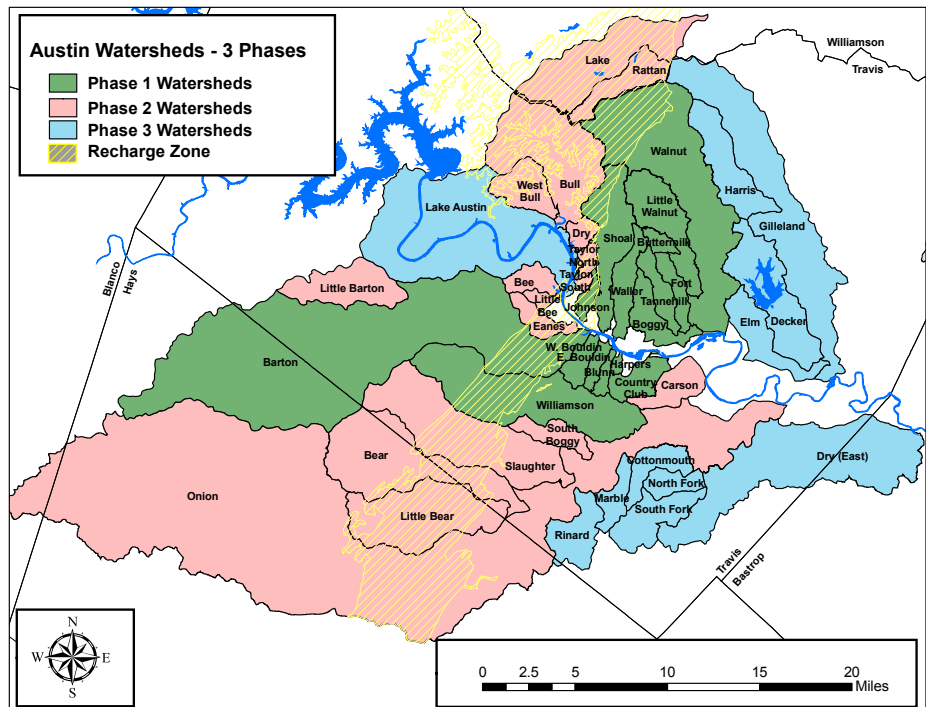 Austin Watersheds - 3 Phases
Phase 1 Watersheds
Phase 2 Watersheds
Phase 3 Watersheds
Recharge Zone
Williamson
Travis
Lake
Rattan
Walnut
Harris
Gilleland
West
Bull
Bull
Lake Austin
Little
Walnut
Dry
Taylor
North
Taylor
South
Shoal
Buttermilk
Blanco
Hays
Little Barton
Bee
Little
Bee
Eanes
Johnson
Waller
Fort
Tannehill
Boggy
Elm
Decker
Barton
W. Bouldin
E. Bouldin
Blunn
Harpers
Country
Club
Carson
Williamson
South
Boggy
Bear
Slaughter
Cottonmouth
North Fork
Dry (East)
Onion
Marble
South Fork
Little Bear
Rinard
Travis
Bastrop
N
W
E
S
0 2.5 5 10 15 20
Miles